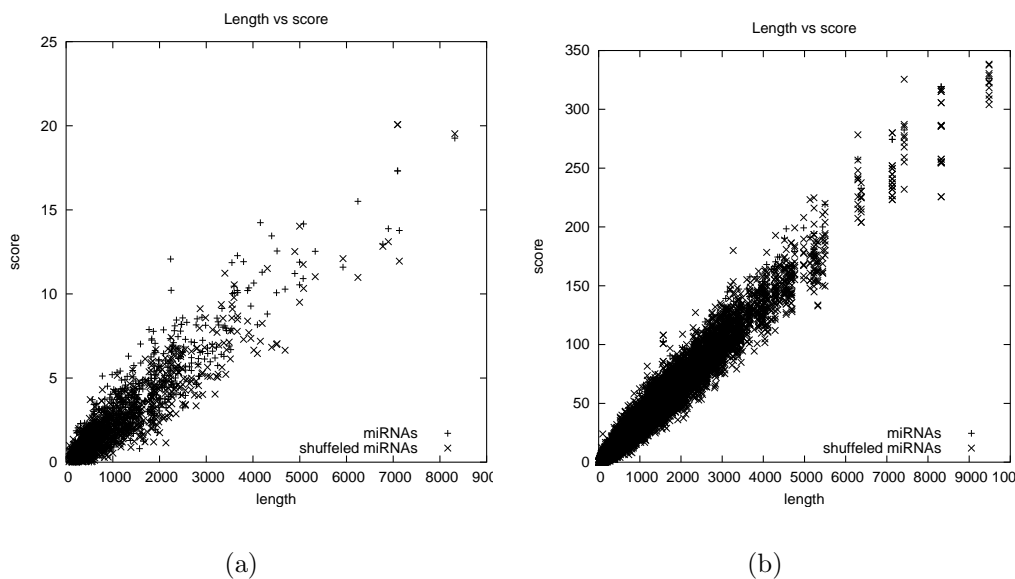 Length vs score
25
20
15
10
5
0
score
0 1000 2000 3000 4000 5000 6000 7000 8000 900
length
miRNAs
shuffeled miRNAs
(a)
Length vs score
350
300
250
200
150
100
50
0
score
0 1000 2000 3000 4000 5000 6000 7000 8000 9000 100
length
miRNAs
shuffeled miRNAs
(b)